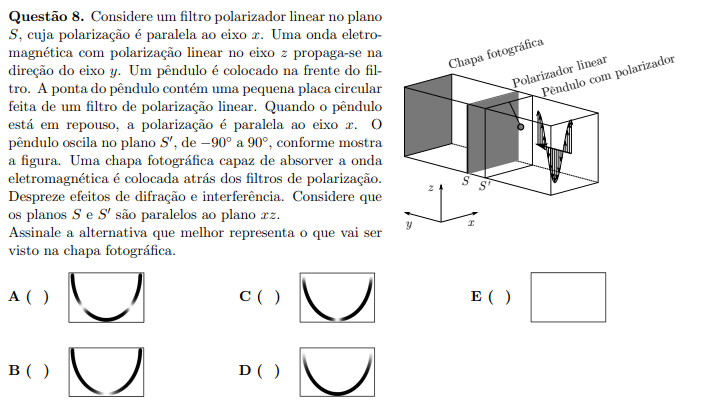 Questão 8. Considere um filtro polarizador linear no plano
S, cuja polarização é paralela ao eixo x. Uma onda eletro-
magnética com polarização linear no eixo z propaga-se na
direção do eixo y. Um pêndulo é colocado na frente do fil-
tro. A ponta do pêndulo contém uma pequena placa circular
feita de um filtro de polarização linear. Quando o pêndulo
está em repouso, a polarização é paralela ao eixo x. O
pêndulo oscila no plano S′, de −90° a 90°, conforme mostra
a figura. Uma chapa fotográfica capaz de absorver a onda
eletromagnética é colocada atrás dos filtros de polarização.
Despreze efeitos de difração e interferência. Considere que
os planos S e S′ são paralelos ao plano xz.
Assinale a alternativa que melhor representa o que vai ser
visto na chapa fotográfica.
Chapa fotográfica
Polarizador linear
Pêndulo com polarizador
S
S′
z
y
x
A ( )
C ( )
E ( )
B ( )
D ( )